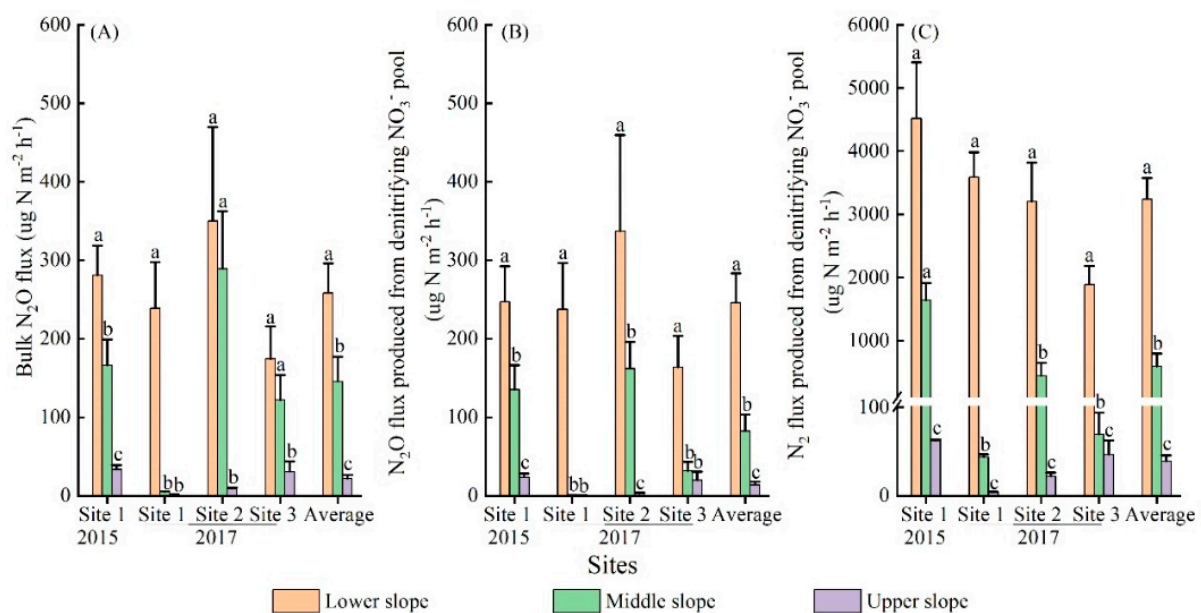 (A)
Bulk N₂O flux (ug N m⁻² h⁻¹)
600
500
400
300
200
100
0
a
b
c
a
b
b
a
a
b
a
a
b
a
b
c
Site 1 Site 1 Site 2 Site 3 Average
2015 2017
(B)
N₂O flux produced from denitrifying NO₃⁻ pool
(ug N m⁻² h⁻¹)
600
500
400
300
200
100
0
a
b
c
a
b
b
a
b
c
a
b
b
a
b
c
Site 1 Site 1 Site 2 Site 3 Average
2015 2017
(C)
N₂ flux produced from denitrifying NO₃⁻ pool
(ug N m⁻² h⁻¹)
6000
5000
4000
3000
2000
1000
100
0
a
a
c
a
b
c
a
b
c
a
b
c
a
b
c
Site 1 Site 1 Site 2 Site 3 Average
2015 2017
Sites
Lower slope Middle slope Upper slope